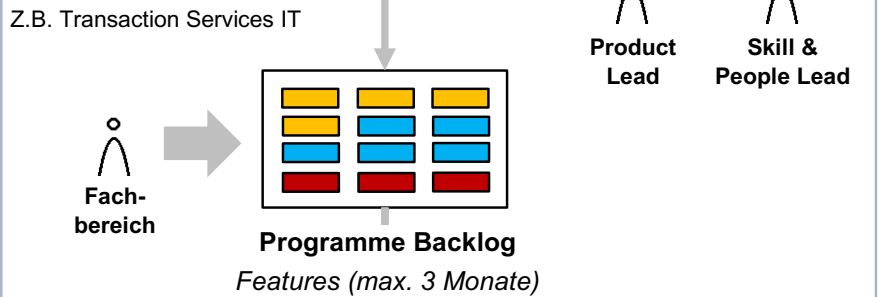 Z.B. Transaction Services IT
Product
Lead
Skill &
People Lead
Fach-
bereich
Programme Backlog
Features (max. 3 Monate)